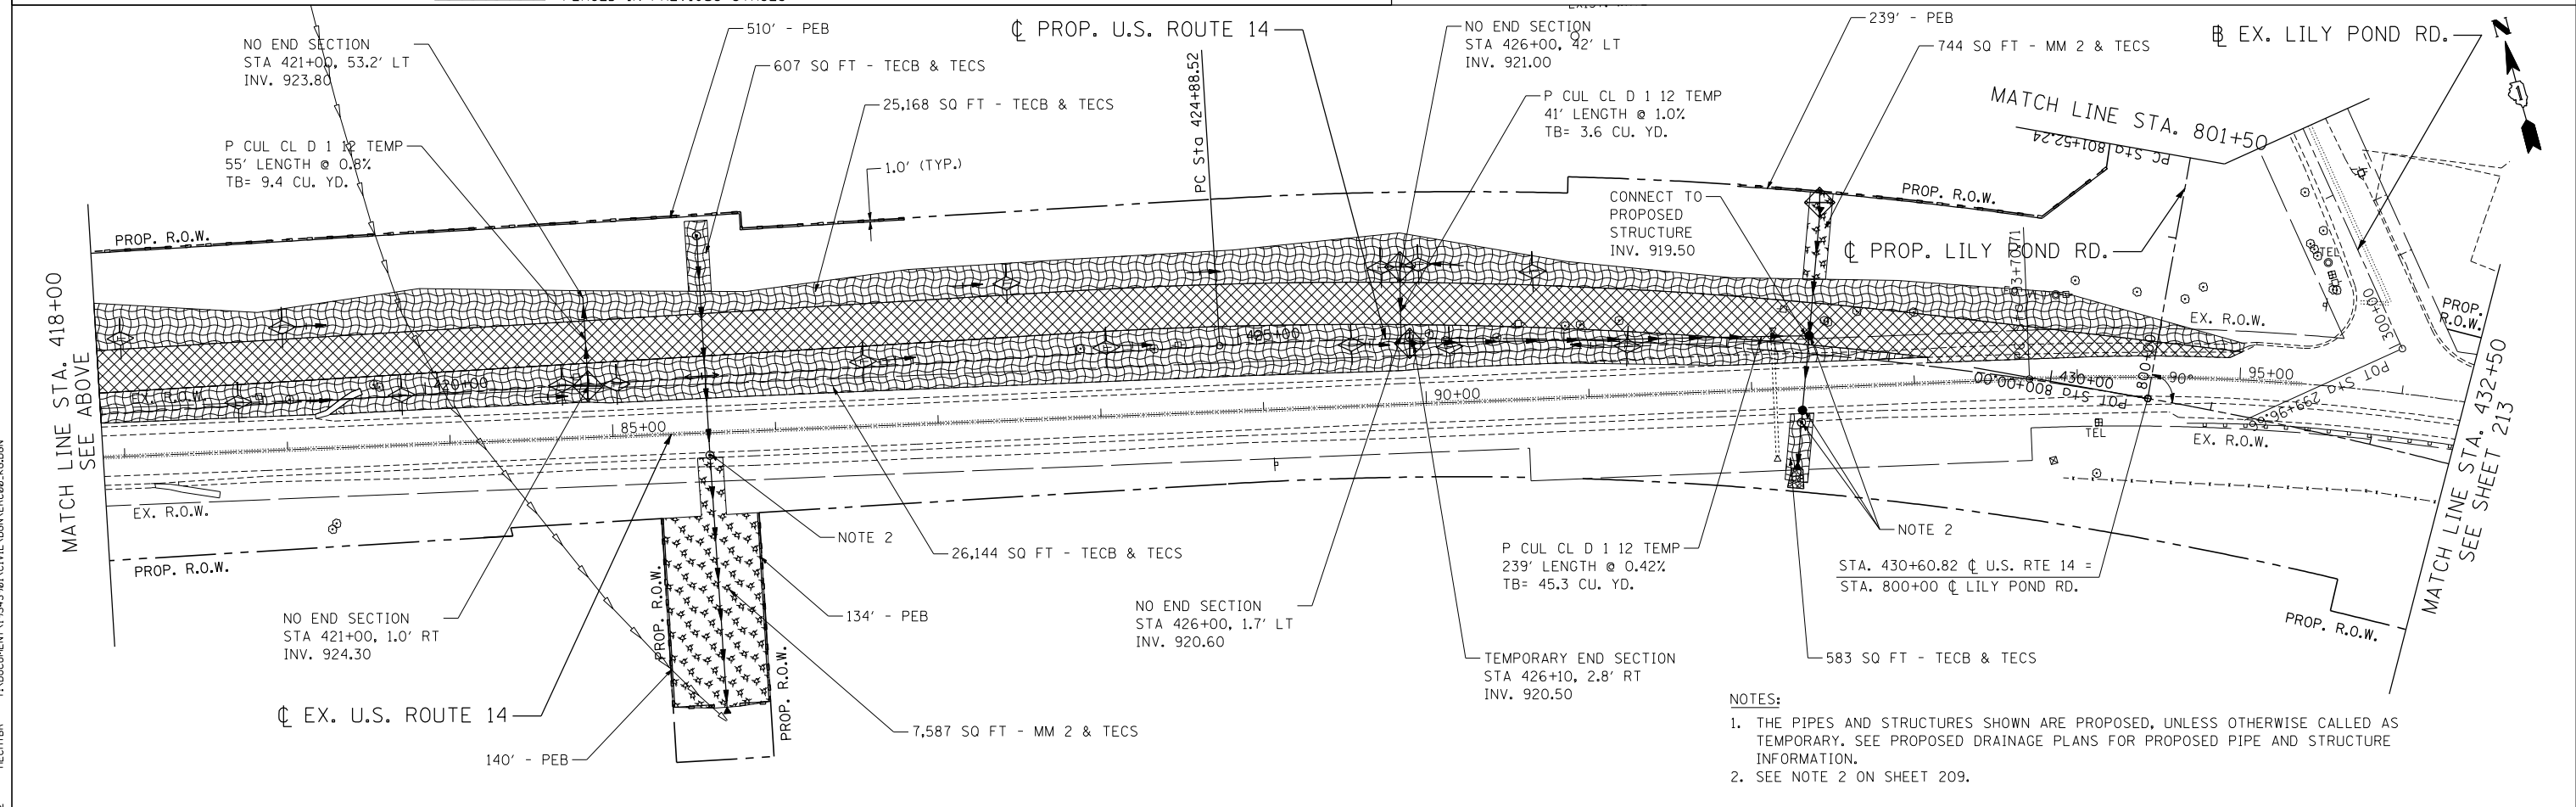 NO END SECTION
STA 421+00, 53.2' LT
INV. 923.80
P CUL CL D 1 12 TEMP
55' LENGTH @ 0.8%
TB= 9.4 CU. YD.
510' - PEB
607 SQ FT - TECB & TECS
25,168 SQ FT - TECB & TECS
1.0' (TYP.)
℄ PROP. U.S. ROUTE 14
PC Sta 424+88.52
NO END SECTION
STA 426+00, 42' LT
INV. 921.00
P CUL CL D 1 12 TEMP
41' LENGTH @ 1.0%
TB= 3.6 CU. YD.
239' - PEB
744 SQ FT - MM 2 & TECS
CONNECT TO
PROPOSED
STRUCTURE
INV. 919.50
EX. LILY POND RD.
N
MATCH LINE STA. 801+50
PC Sta 801+52.24
PROP. R.O.W.
℄ PROP. LILY POND RD.
TEL
300+00
PROP.
R.O.W.
EX. R.O.W.
PROP. R.O.W.
MATCH LINE STA. 418+00
SEE ABOVE
EX. R.O.W.
420+00
425+00
430+00
90°
95+00
800+00
POT Sta 800+00.00
POT Sta 299+96.66
85+00
90+00
TEL
EX. R.O.W.
EX. R.O.W.
PROP. R.O.W.
NOTE 2
26,144 SQ FT - TECB & TECS
NOTE 2
P CUL CL D 1 12 TEMP
239' LENGTH @ 0.42%
TB= 45.3 CU. YD.
STA. 430+60.82 ℄ U.S. RTE 14 =
STA. 800+00 ℄ LILY POND RD.
MATCH LINE STA. 432+50
SEE SHEET 213
PROP. R.O.W.
NO END SECTION
STA 421+00, 1.0' RT
INV. 924.30
PROP. R.O.W.
PROP. R.O.W.
134' - PEB
NO END SECTION
STA 426+00, 1.7' LT
INV. 920.60
TEMPORARY END SECTION
STA 426+10, 2.8' RT
INV. 920.50
583 SQ FT - TECB & TECS
℄ EX. U.S. ROUTE 14
140' - PEB
7,587 SQ FT - MM 2 & TECS
NOTES:
1. THE PIPES AND STRUCTURES SHOWN ARE PROPOSED, UNLESS OTHERWISE CALLED AS
TEMPORARY. SEE PROPOSED DRAINAGE PLANS FOR PROPOSED PIPE AND STRUCTURE
INFORMATION.
2. SEE NOTE 2 ON SHEET 209.